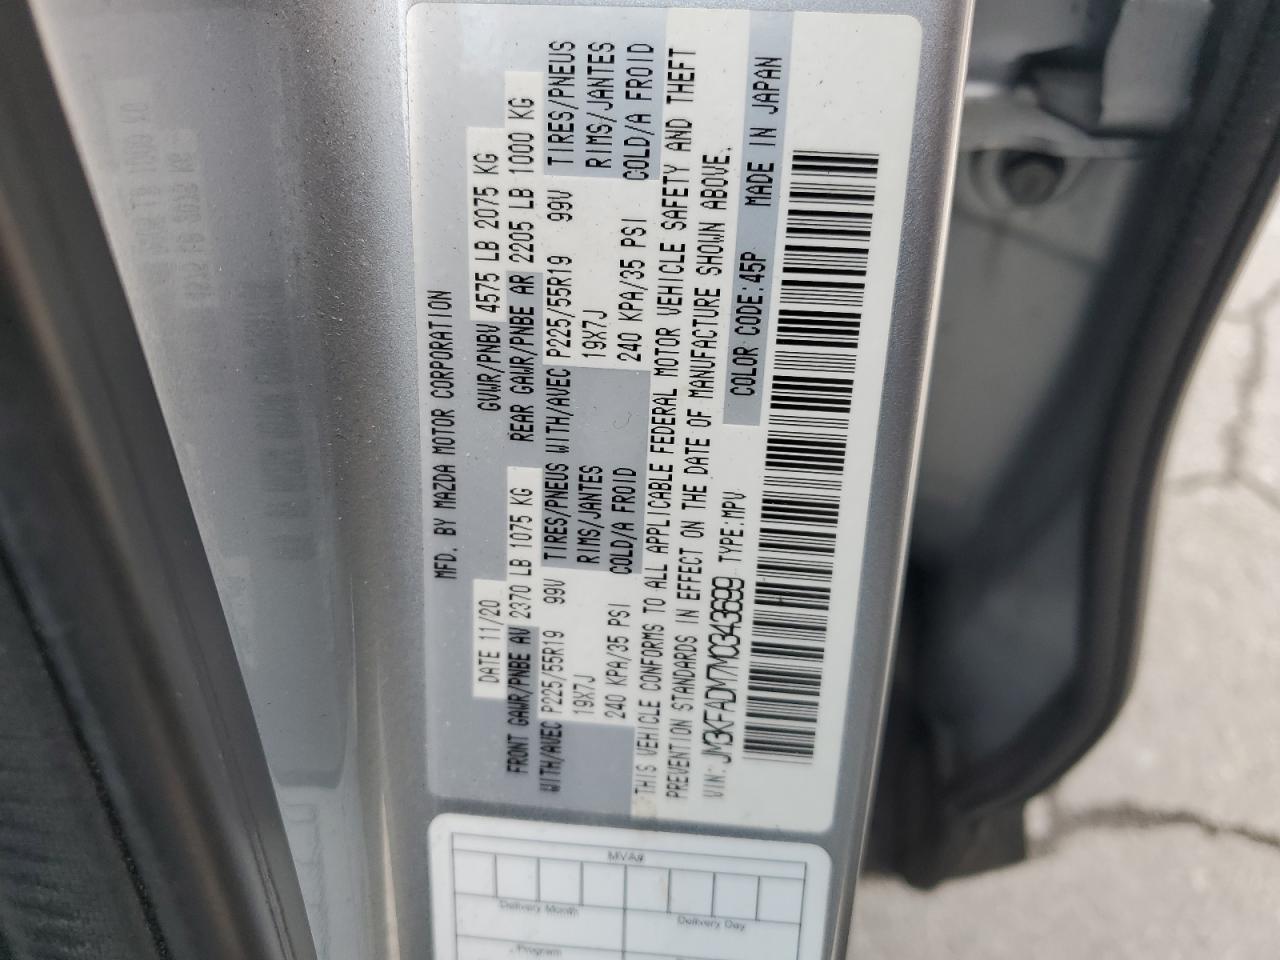 MFD. BY MAZDA MOTOR CORPORATION
DATE 11/20 GVWR/PNBV 4575 LB 2075 KG
FRONT GAWR/PNBE AV 2370 LB 1075 KG REAR GAWR/PNBE AR 2205 LB 1000 KG
WITH/AVEC P225/55R19 99V TIRES/PNEUS WITH/AVEC P225/55R19 99V TIRES/PNEUS
19X7J RIMS/JANTES 19X7J RIMS/JANTES
240 KPA/35 PSI COLD/A FROID 240 KPA/35 PSI COLD/A FROID
THIS VEHICLE CONFORMS TO ALL APPLICABLE FEDERAL MOTOR VEHICLE SAFETY AND THEFT
PREVENTION STANDARDS IN EFFECT ON THE DATE OF MANUFACTURE SHOWN ABOVE.
VIN: JM3KFADM7M0343699 TYPE:MPV COLOR CODE:45P MADE IN JAPAN
MVA#
Delivery Month Delivery Day
Program